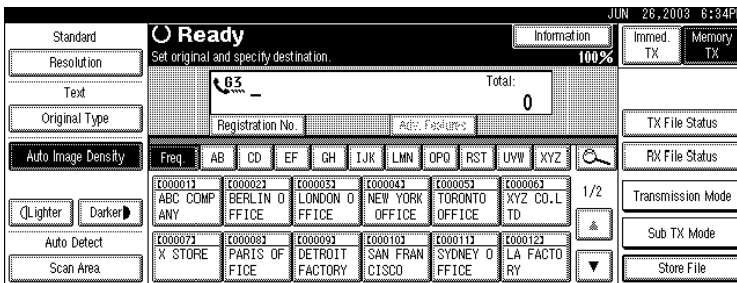 JUN 26,2003 6:34P
Standard
Resolution
Text
Original Type
Auto Image Density
Lighter
Darker
Auto Detect
Scan Area
Ready
Information
Set original and specify destination.
100%
G3
Total:
0
Registration No.
Adv. Features
Freq.
AB
CD
EF
GH
IJK
LMN
OPQ
RST
UVW
XYZ
[00001]
ABC COMP
ANY
[00002]
BERLIN O
FFICE
[00003]
LONDON O
FFICE
[00004]
NEW YORK
OFFICE
[00005]
TORONTO
OFFICE
[00006]
XYZ CO.L
TD
1/2
[00007]
X STORE
[00008]
PARIS OF
FICE
[00009]
DETROIT
FACTORY
[00010]
SAN FRAN
CISCO
[00011]
SYDNEY O
FFICE
[00012]
LA FACTO
RY
Immed.
TX
Memory
TX
TX File Status
RX File Status
Transmission Mode
Sub TX Mode
Store File